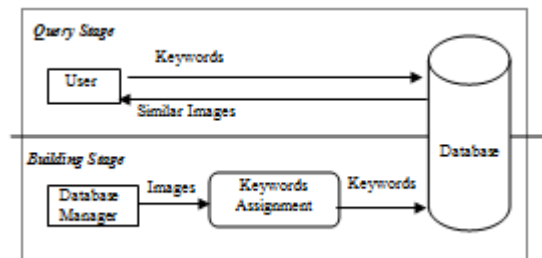 Query Stage
Keywords
User
Similar Images
Database
Building Stage
Images
Keywords
Database
Manager
Keywords
Assignment